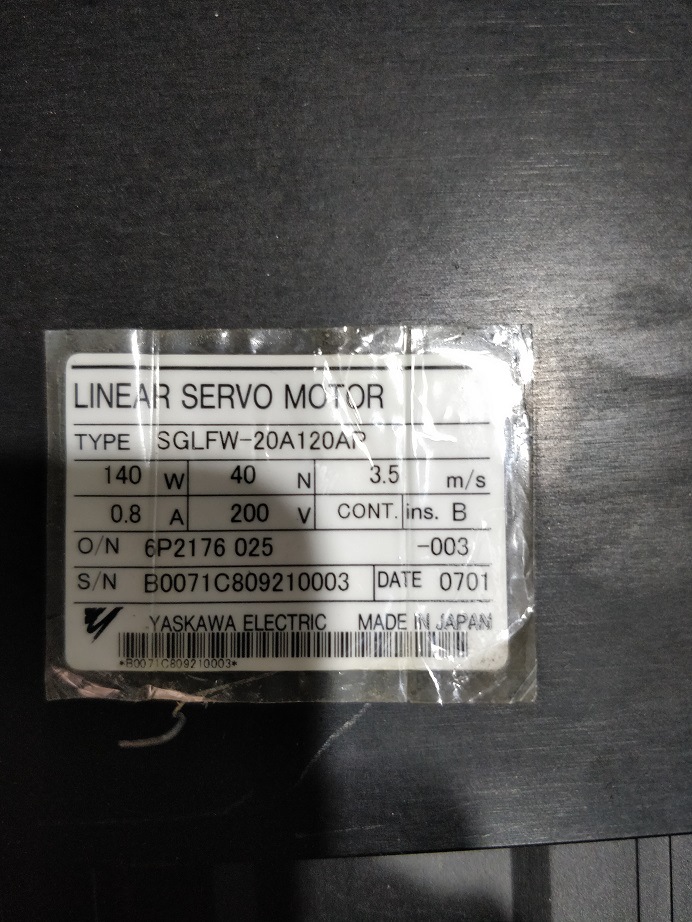 LINEAR SERVO MOTOR
TYPE SGLFW-20A120AP
140 W 40 N 3.5 m/s
0.8 A 200 V CONT. ins. B
O/N 6P2176 025 -003
S/N B0071C809210003 DATE 0701
YASKAWA ELECTRIC MADE IN JAPAN
*B0071C809210003*